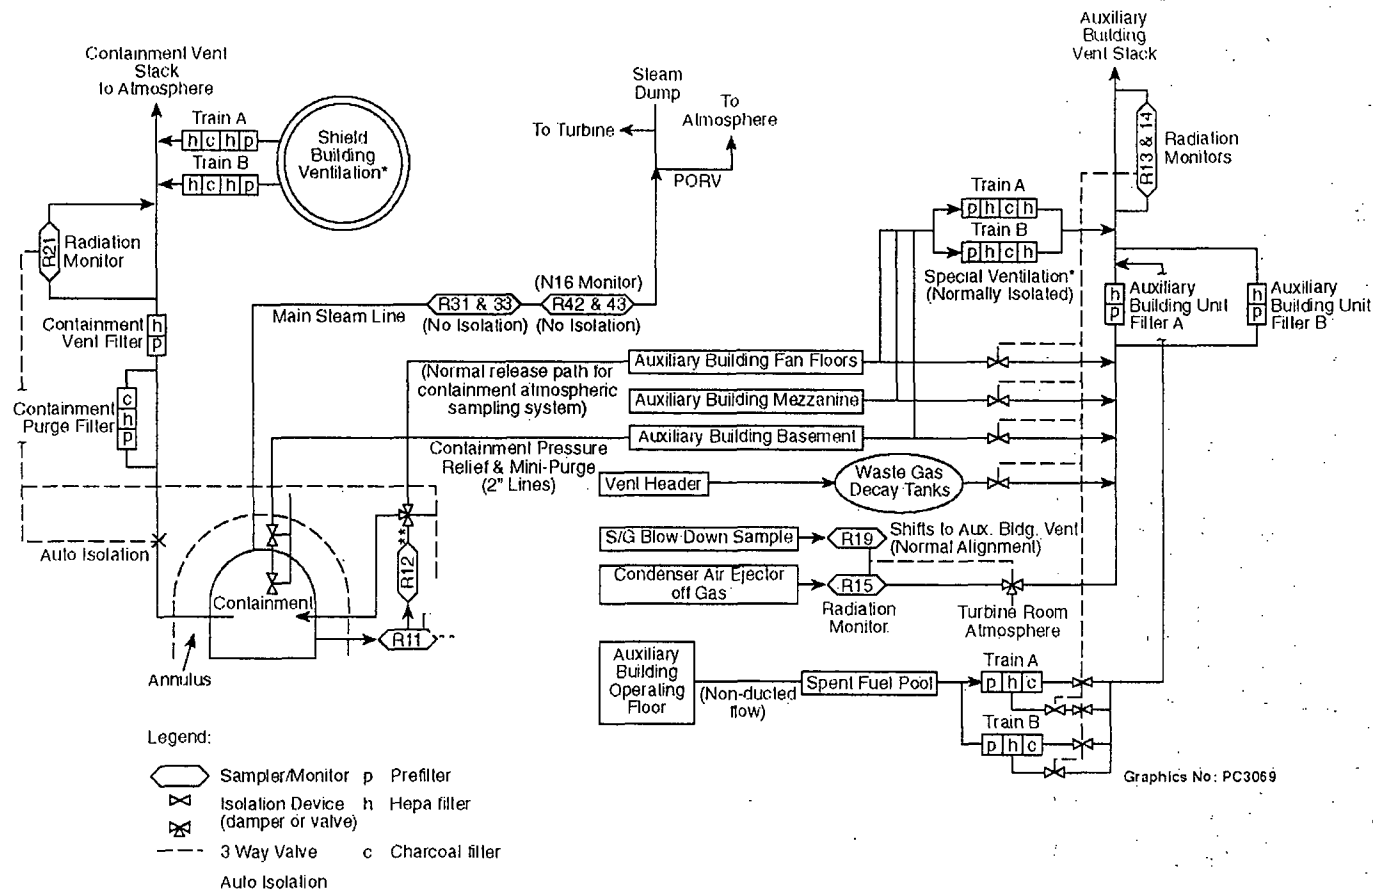 Containment Vent
Stack
to Atmosphere
Train A
h c h p
Train B
h c h p
Shield
Building
Ventilation*
R21
Radiation
Monitor
Containment
Vent Filter
h
p
Containment
Purge Filter
c
h
p
Auto Isolation
Containment
Annulus
Main Steam Line
R31 & 33
(No Isolation)
(N16 Monitor)
R42 & 43
(No Isolation)
Steam
Dump
To Turbine
To
Atmosphere
PORV
(Normal release path for
containment atmospheric
sampling system)
Containment Pressure
Relief & Mini-Purge
(2" Lines)
**
R12
R11
Auxiliary Building Fan Floors
Auxiliary Building Mezzanine
Auxiliary Building Basement
Vent Header
Waste Gas
Decay Tanks
S/G Blow Down Sample
R19
Shifts to Aux. Bldg. Vent
(Normal Alignment)
Condenser Air Ejector
off Gas
R15
Radiation
Monitor
Turbine Room
Atmosphere
Auxiliary
Building
Operating
Floor
(Non-ducted
flow)
Spent Fuel Pool
Train A
p h c
Train B
p h c
Auxiliary
Building
Vent Stack
R13 & 14
Radiation
Monitors
Train A
p h c h
Train B
p h c h
Special Ventilation*
(Normally Isolated)
h
p
Auxiliary
Building Unit
Filter A
h
p
Auxiliary
Building Unit
Filter B
Graphics No: PC3069
Legend:
Sampler/Monitor p Prefilter
Isolation Device h Hepa filler
(damper or valve)
3 Way Valve c Charcoal filter
Auto Isolation